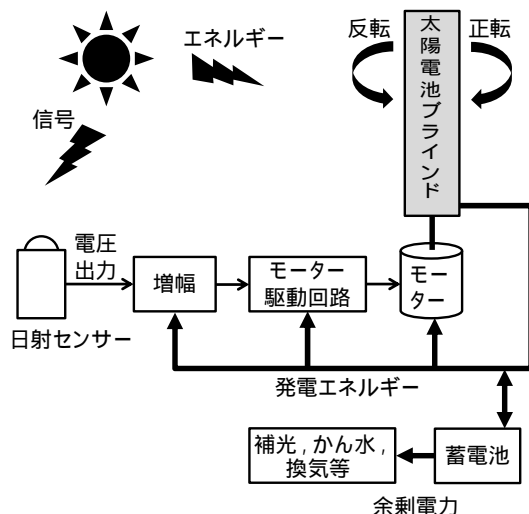 エネルギー
信号
反転
正転
太陽電池ブラインド
電圧
出力
増幅
モーター
駆動回路
モー
ター
日射センサー
発電エネルギー
補光,かん水,
換気等
蓄電池
余剰電力